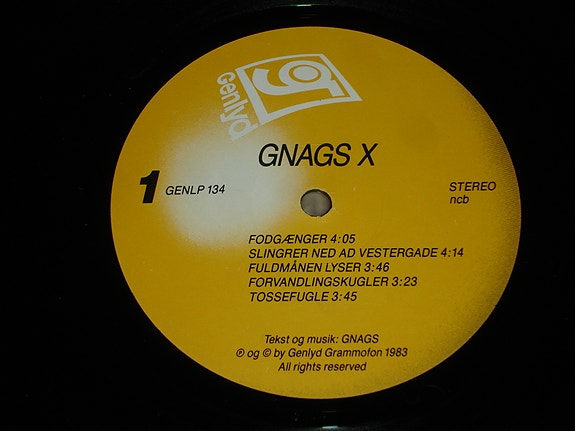 Genlyd
g
GNAGS X
1 GENLP 134
STEREO
ncb
FODGÆNGER 4:05
SLINGRER NED AD VESTERGADE 4:14
FULDMÅNEN LYSER 3:46
FORVANDLINGSKUGLER 3:23
TOSSEFUGLE 3:45
Tekst og musik: GNAGS
℗ og © by Genlyd Grammofon 1983
All rights reserved